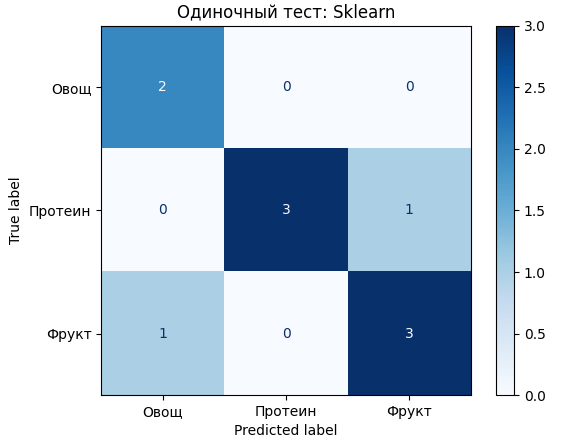 Одиночный тест: Sklearn
True label
Овощ
2 0 0
Протеин
0 3 1
Фрукт
1 0 3
Овощ Протеин Фрукт
Predicted label
3.0
2.5
2.0
1.5
1.0
0.5
0.0